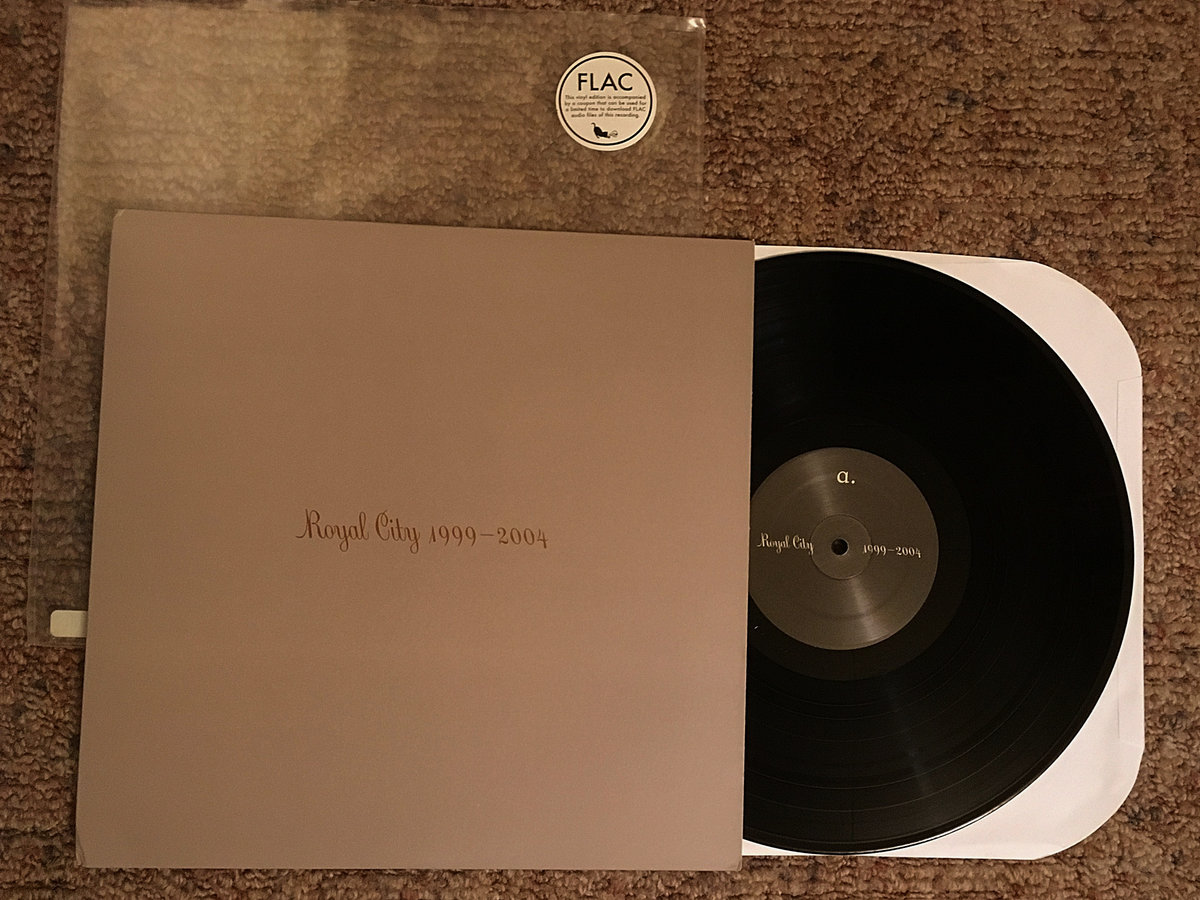 FLAC
This vinyl edition is accompanied
by a coupon that can be used for
a limited time to download FLAC
audio files of this recording.
Royal City 1999–2004
a.
Royal City 1999–2004